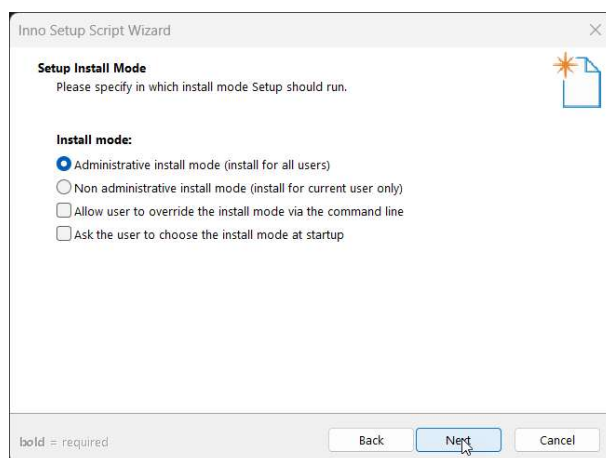 Inno Setup Script Wizard
Setup Install Mode
Please specify in which install mode Setup should run.
Install mode:
Administrative install mode (install for all users)
Non administrative install mode (install for current user only)
Allow user to override the install mode via the command line
Ask the user to choose the install mode at startup
bold = required
Back
Next
Cancel